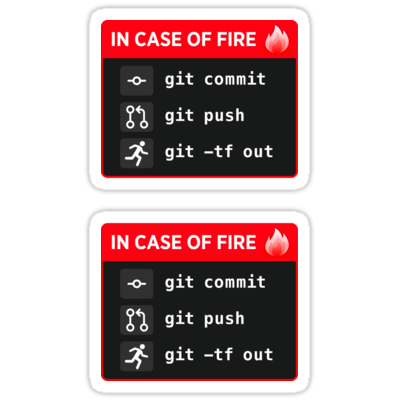 IN CASE OF FIRE
git commit
git push
git -tf out
IN CASE OF FIRE
git commit
git push
git -tf out